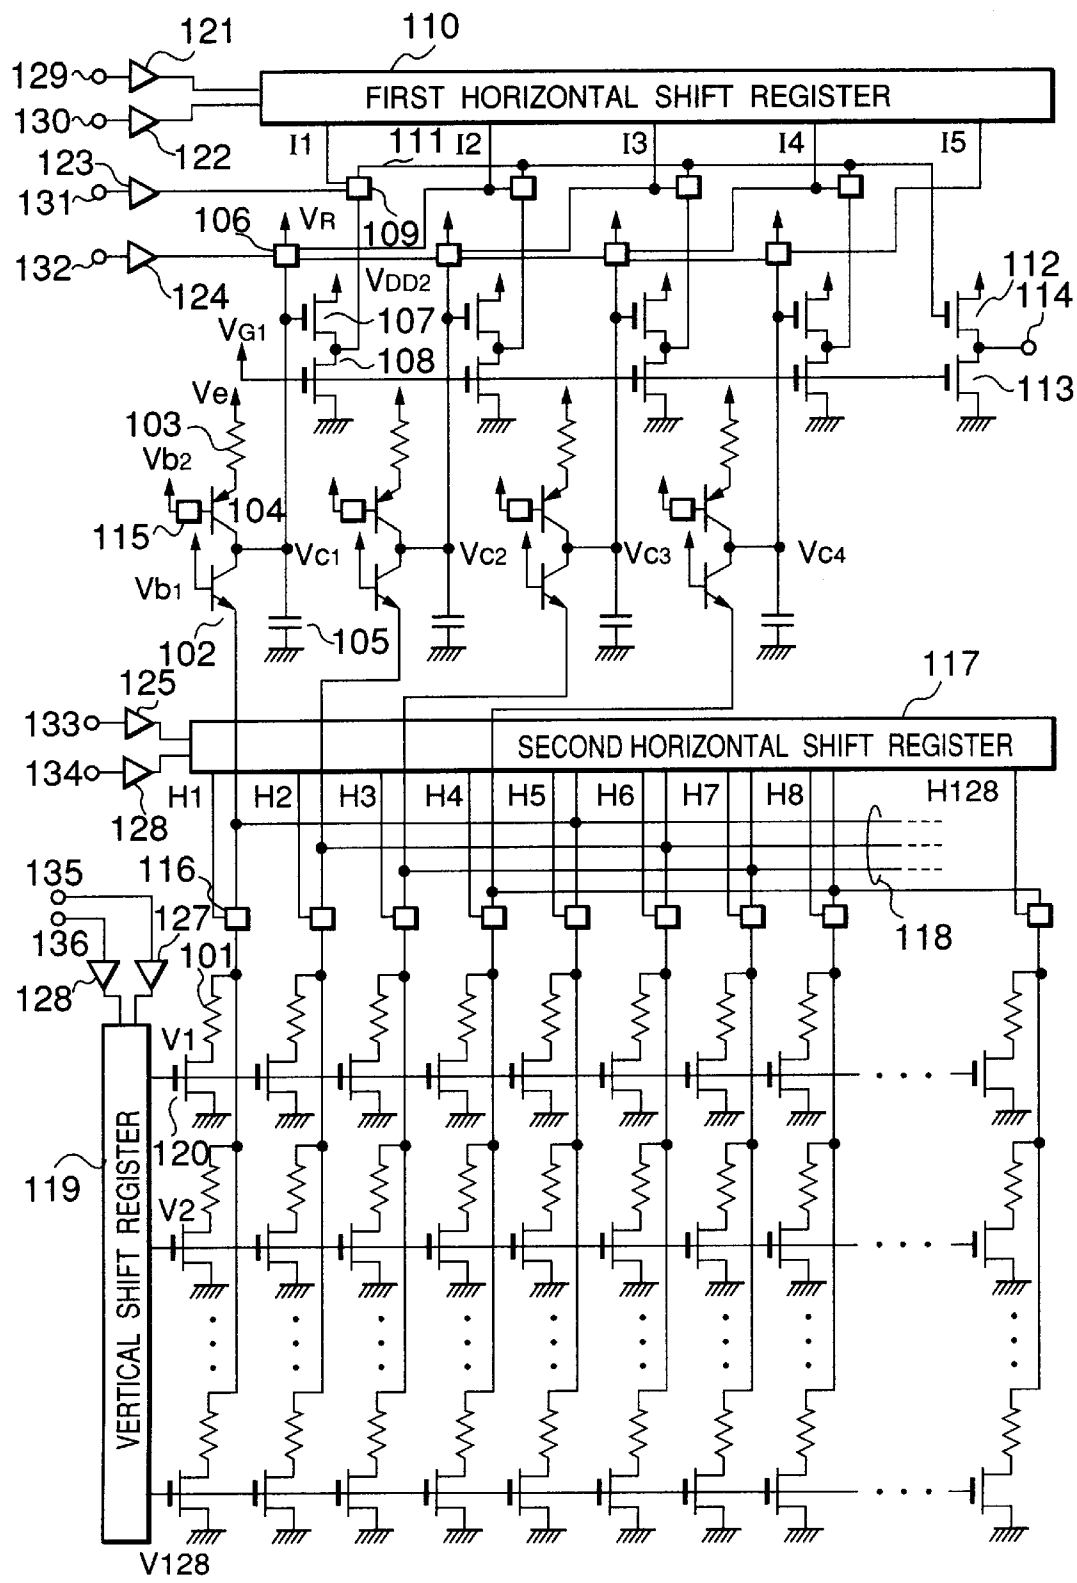 121
110
129
FIRST HORIZONTAL SHIFT REGISTER
130
122
I1
111
I2
I3
I4
I5
123
131
109
106
VR
132
124
VDD2
112
114
107
VG1
108
113
Ve
103
Vb2
104
115
VC1
VC2
VC3
VC4
Vb1
105
102
125
117
133
SECOND HORIZONTAL SHIFT REGISTER
134
128
H1
H2
H3
H4
H5
H6
H7
H8
H128
135
116
136
127
118
101
128
V1
120
119
VERTICAL SHIFT REGISTER
V2
V128